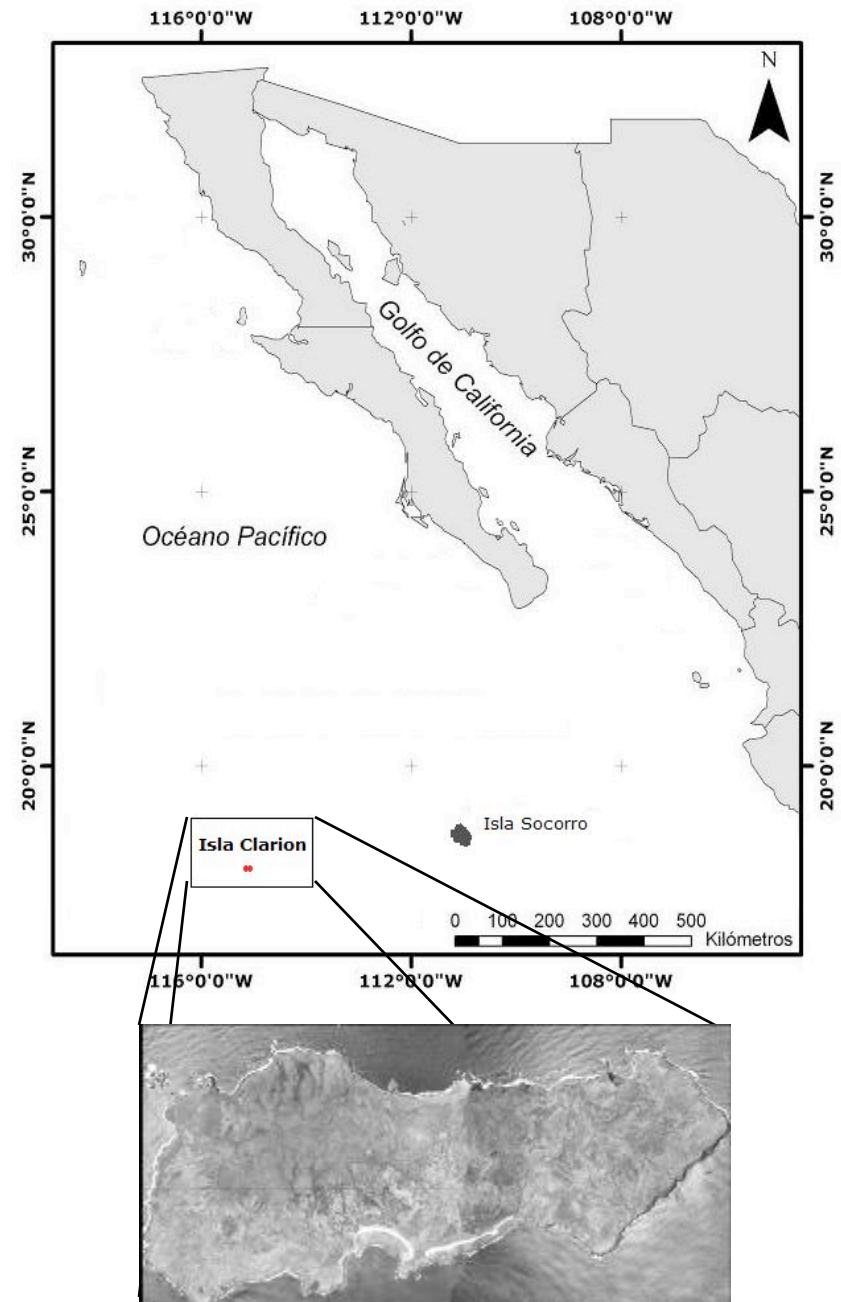 116°0'0"W 112°0'0"W 108°0'0"W
N
30°0'0"N 30°0'0"N
Golfo de California
25°0'0"N 25°0'0"N
Océano Pacífico
20°0'0"N 20°0'0"N
Isla Socorro
Isla Clarion
0 100 200 300 400 500
Kilómetros
116°0'0"W 112°0'0"W 108°0'0"W